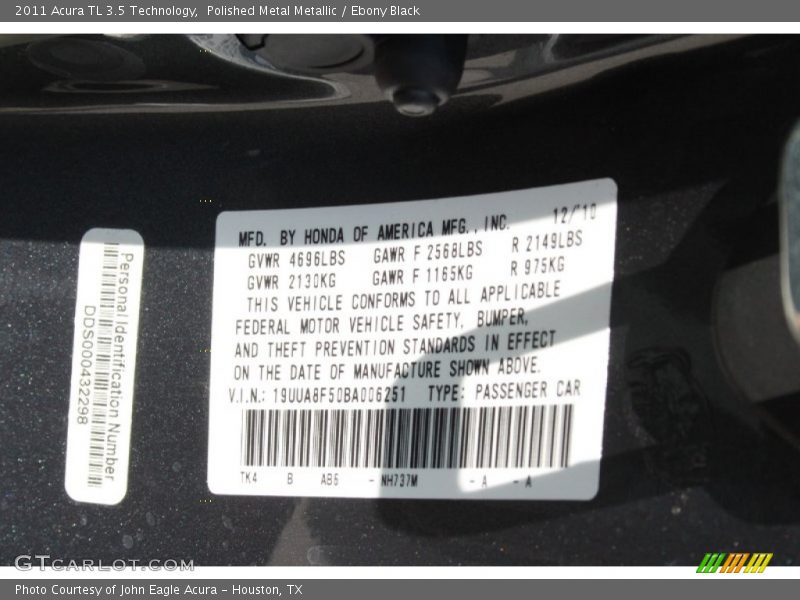 2011 Acura TL 3.5 Technology,  Polished Metal Metallic / Ebony Black
MFD. BY HONDA OF AMERICA MFG., INC. 12/'10
GVWR 4696LBS GAWR F 2568LBS R 2149LBS
GVWR 2130KG GAWR F 1165KG R 975KG
THIS VEHICLE CONFORMS TO ALL APPLICABLE
FEDERAL MOTOR VEHICLE SAFETY, BUMPER,
AND THEFT PREVENTION STANDARDS IN EFFECT
ON THE DATE OF MANUFACTURE SHOWN ABOVE.
V.I.N.: 19UUA8F50BA006251 TYPE: PASSENGER CAR
TK4 B AB5 - NH737M - A - A
Personal Identification Number
DDS000432298
GTCARLOT.COM
Photo Courtesy of John Eagle Acura - Houston, TX